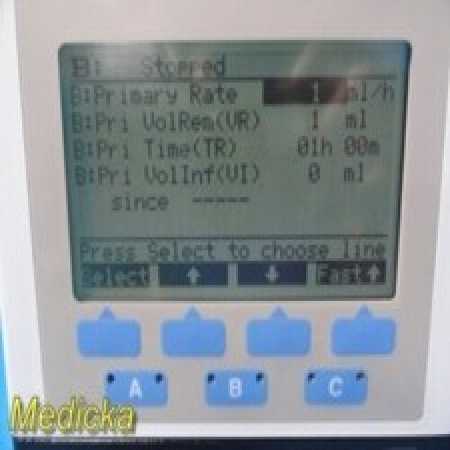 B: Stopped
B:Primary Rate 1 ml/h
B:Pri VolRem(VR) 1 ml
B:Pri Time(TR) 01h 00m
B:Pri VolInf(VI) 0 ml
since -----
Press Select to choose line
Select ↑ ↓ Fast↑
A B C
Medicka